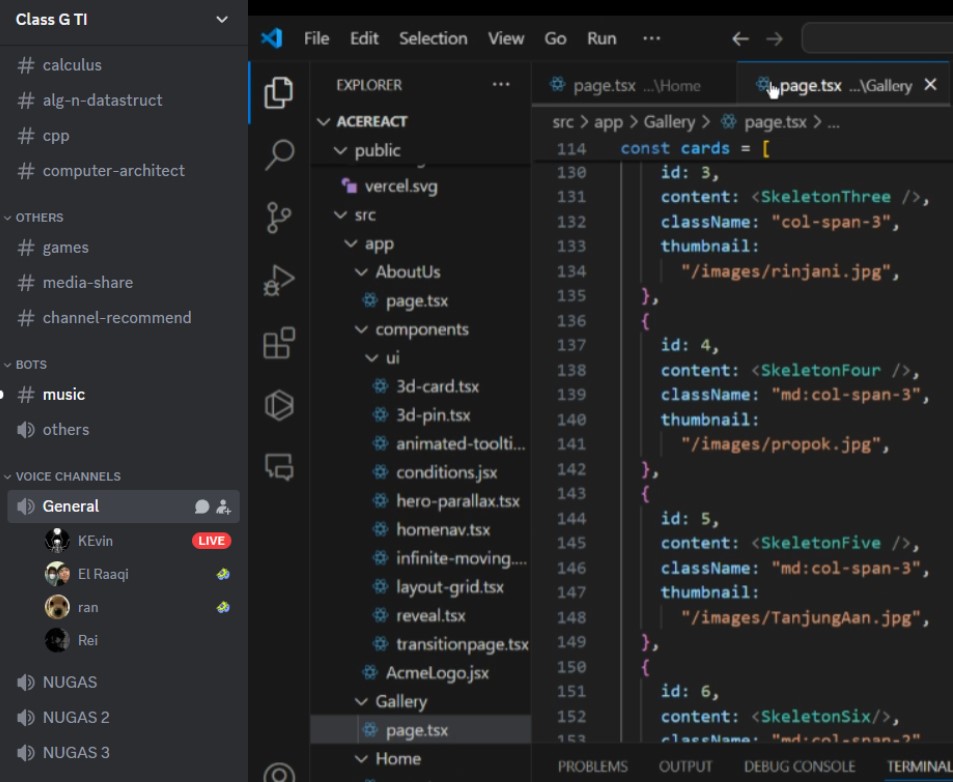 Class G TI
# calculus
# alg-n-datastruct
# cpp
# computer-architect
OTHERS
# games
# media-share
# channel-recommend
BOTS
# music
others
VOICE CHANNELS
General
KEvin LIVE
El Raaqi
ran
Rei
NUGAS
NUGAS 2
NUGAS 3
File Edit Selection View Go Run ...
EXPLORER ...
ACEREACT
public
vercel.svg
src
app
AboutUs
page.tsx
components
ui
3d-card.tsx
3d-pin.tsx
animated-toolti...
conditions.jsx
hero-parallax.tsx
homenav.tsx
infinite-moving....
layout-grid.tsx
reveal.tsx
transitionpage.tsx
AcmeLogo.jsx
Gallery
page.tsx
Home
page.tsx ...\Home
page.tsx ...\Gallery
src > app > Gallery > page.tsx > ...
114 const cards = [
130 id: 3,
131 content: <SkeletonThree />,
132 className: "col-span-3",
133 thumbnail:
134 "/images/rinjani.jpg",
135 },
136 {
137 id: 4,
138 content: <SkeletonFour />,
139 className: "md:col-span-3",
140 thumbnail:
141 "/images/propok.jpg",
142 },
143 {
144 id: 5,
145 content: <SkeletonFive />,
146 className: "md:col-span-3",
147 thumbnail:
148 "/images/TanjungAan.jpg",
149 },
150 {
151 id: 6,
152 content: <SkeletonSix/>,
153 className: "md:col-span-2"
PROBLEMS OUTPUT DEBUG CONSOLE TERMINAL